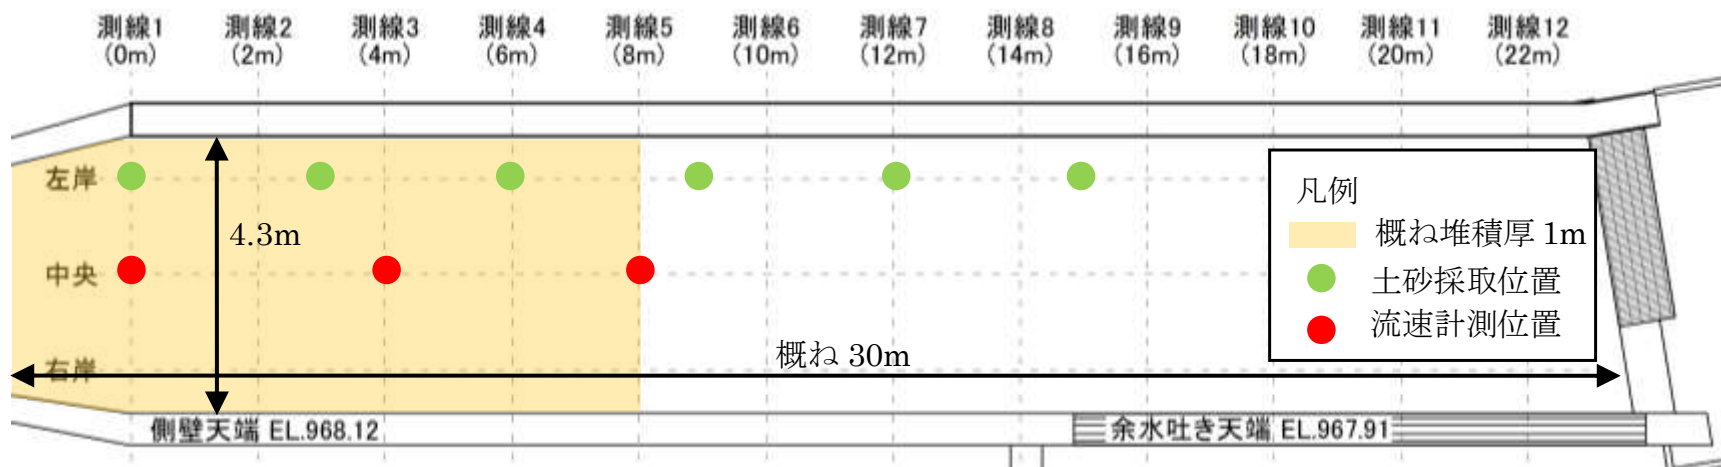 測線1 測線2 測線3 測線4 測線5 測線6 測線7 測線8 測線9 測線10 測線11 測線12
(0m) (2m) (4m) (6m) (8m) (10m) (12m) (14m) (16m) (18m) (20m) (22m)
左岸
4.3m
中央
概ね 30m
右岸
側壁天端 EL.968.12
余水吐き天端 EL.967.91
凡例
概ね堆積厚 1m
土砂採取位置
流速計測位置